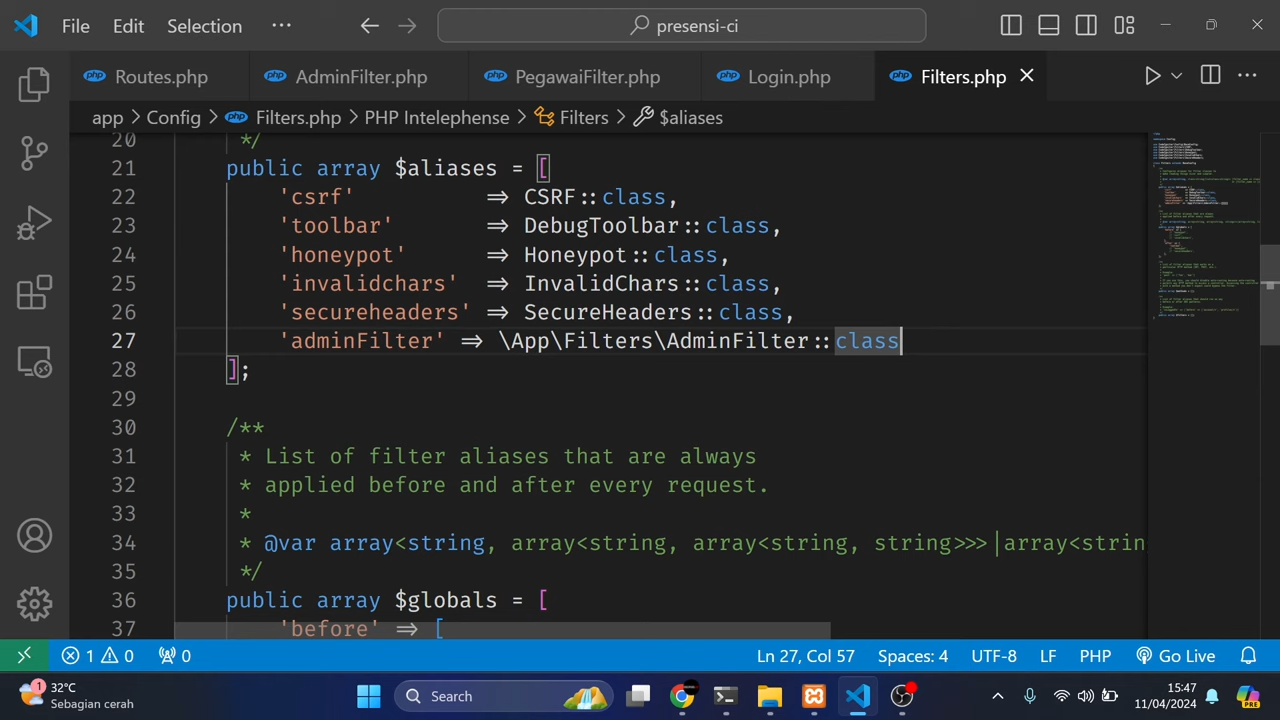 File Edit Selection ··· presensi-ci
Routes.php AdminFilter.php PegawaiFilter.php Login.php Filters.php
app > Config > Filters.php > PHP Intelephense > Filters > $aliases
20 */
21 public array $aliases = [
22 'csrf' => CSRF::class,
23 'toolbar' => DebugToolbar::class,
24 'honeypot' => Honeypot::class,
25 'invalidchars' => InvalidChars::class,
26 'secureheaders => SecureHeaders::class,
27 'adminFilter' => \App\Filters\AdminFilter::class
28 ];
29
30 /**
31 * List of filter aliases that are always
32 * applied before and after every request.
33 *
34 * @var array<string, array<string, array<string, string>>>|array<strin
35 */
36 public array $globals = [
37 'before' => [
1 0 0 Ln 27, Col 57 Spaces: 4 UTF-8 LF PHP Go Live
1 32°C Search 15:47
Sebagian cerah 11/04/2024 PRE